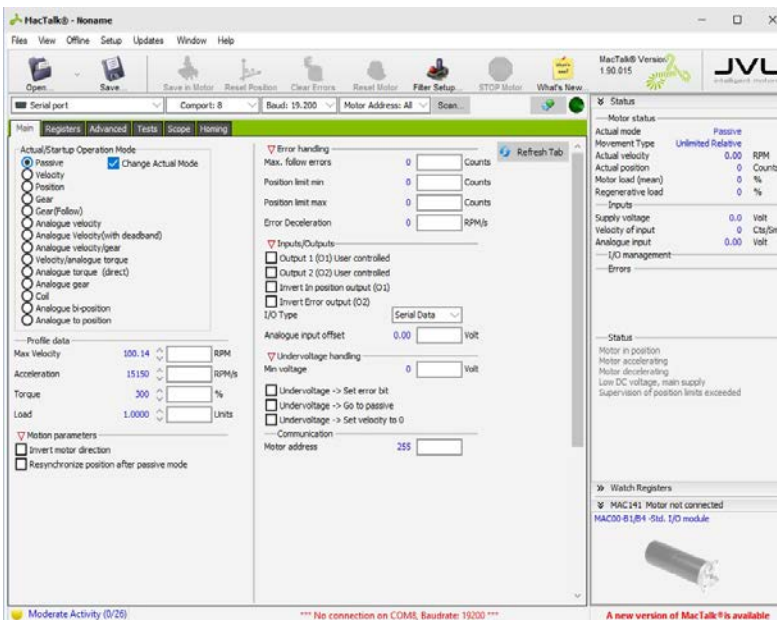 MacTalk® - Noname
Files View Offline Setup Updates Window Help
Open... Save... Save in Motor Reset Position Clear Errors Reset Motor Filter Setup... STOP Motor What's New...
MacTalk® Version
1.90.015
JVL
Serial port Comport: 8 Baud: 19.200 Motor Address: All Scan...
Main Registers Advanced Tests Scope Homing
Actual/Startup Operation Mode
Passive Change Actual Mode
Velocity
Position
Gear
Gear(Follow)
Analogue velocity
Analogue Velocity(with deadband)
Analogue velocity/gear
Velocity/analogue torque
Analogue torque (direct)
Analogue gear
Coil
Analogue bi-position
Analogue to position
Profile data
Max Velocity 100.14 RPM
Acceleration 15150 RPM/s
Torque 300 %
Load 1.0000 Units
Motion parameters
Invert motor direction
Resynchronize position after passive mode
Error handling
Refresh Tab
Max. follow errors 0 Counts
Position limit min 0 Counts
Position limit max 0 Counts
Error Deceleration 0 RPM/s
Inputs/Outputs
Output 1 (O1) User controlled
Output 2 (O2) User controlled
Invert In position output (O1)
Invert Error output (O2)
I/O Type Serial Data
Analogue input offset 0.00 Volt
Undervoltage handling
Min voltage 0 Volt
Undervoltage -> Set error bit
Undervoltage -> Go to passive
Undervoltage -> Set velocity to 0
Communication
Motor address 255
Status
Motor status
Actual mode Passive
Movement Type Unlimited Relative
Actual velocity 0.00 RPM
Actual position 0 Counts
Motor load (mean) 0 %
Regenerative load 0 %
Inputs
Supply voltage 0.0 Volt
Velocity of input 0 Cts/Sm
Analogue input 0.00 Volt
I/O management
Errors
Status
Motor in position
Motor accelerating
Motor decelerating
Low DC voltage, main supply
Supervision of position limits exceeded
Watch Registers
MAC141 Motor not connected
MAC00-B1/B4 -Std. I/O module
Moderate Activity (0/26) *** No connection on COM8, Baudrate: 19200 *** A new version of MacTalk® is available